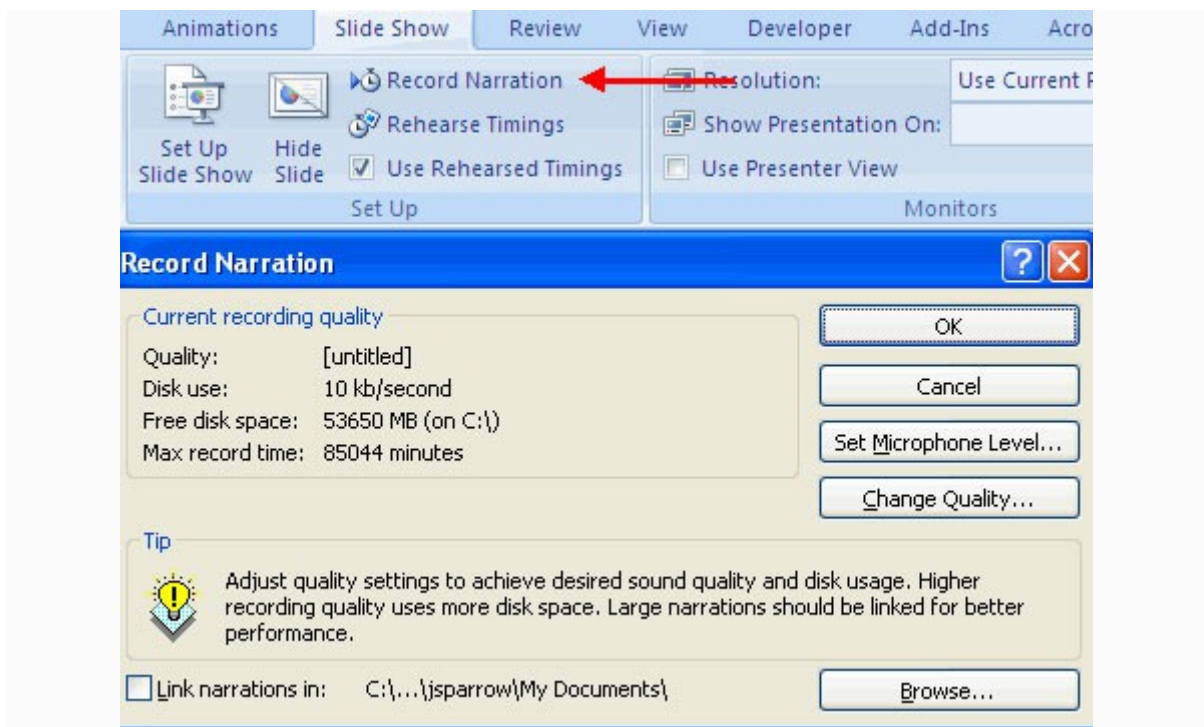 Animations Slide Show Review View Developer Add-Ins Acro
Record Narration Resolution: Use Current P
Rehearse Timings Show Presentation On:
Set Up Slide Show
Hide Slide
Use Rehearsed Timings Use Presenter View
Set Up Monitors
Record Narration
Current recording quality OK
Quality: [untitled]
Disk use: 10 kb/second Cancel
Free disk space: 53650 MB (on C:\)
Max record time: 85044 minutes Set Microphone Level...
Change Quality...
Tip
Adjust quality settings to achieve desired sound quality and disk usage. Higher
recording quality uses more disk space. Large narrations should be linked for better
performance.
Link narrations in: C:\...\jsparrow\My Documents\ Browse...